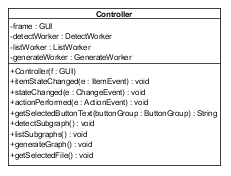 Controller
-frame : GUI
-detectWorker : DetectWorker
-listWorker : ListWorker
-generateWorker : GenerateWorker
+Controller(f : GUI)
+itemStateChanged(e : ItemEvent) : void
+stateChanged(e : ChangeEvent) : void
+actionPerformed(e : ActionEvent) : void
+getSelectedButtonText(buttonGroup : ButtonGroup) : String
+detectSubgraph() : void
+listSubgraphs() : void
+generateGraph() : void
+getSelectedFile() : void